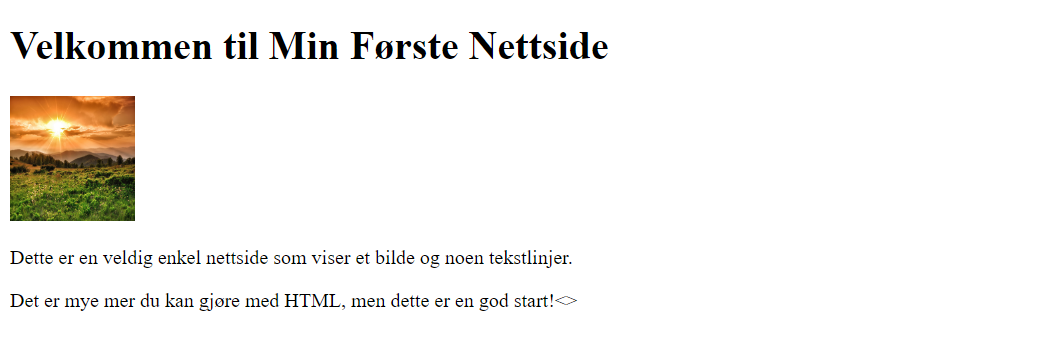 Velkommen til Min Første Nettside
Dette er en veldig enkel nettside som viser et bilde og noen tekstlinjer.
Det er mye mer du kan gjøre med HTML, men dette er en god start!<>